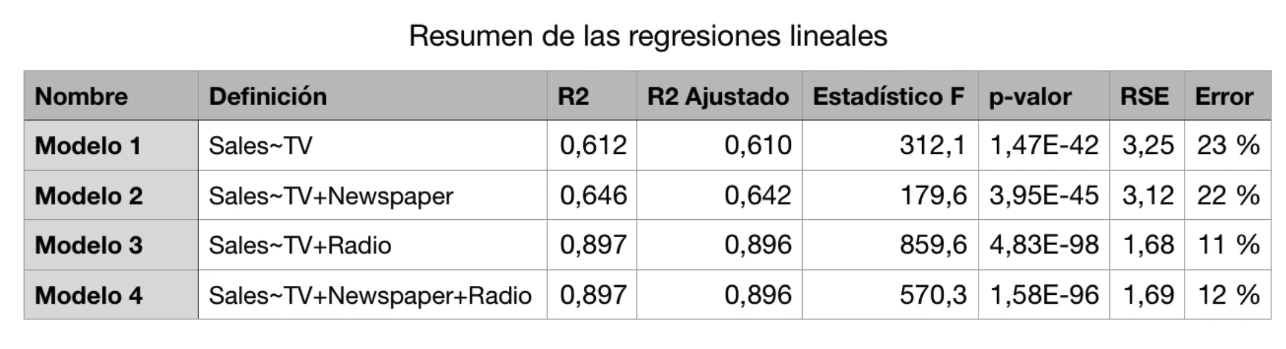 Resumen de las regresiones lineales
Nombre Definición R2 R2 Ajustado Estadístico F p-valor RSE Error
Modelo 1 Sales~TV 0,612 0,610 312,1 1,47E-42 3,25 23 %
Modelo 2 Sales~TV+Newspaper 0,646 0,642 179,6 3,95E-45 3,12 22 %
Modelo 3 Sales~TV+Radio 0,897 0,896 859,6 4,83E-98 1,68 11 %
Modelo 4 Sales~TV+Newspaper+Radio 0,897 0,896 570,3 1,58E-96 1,69 12 %